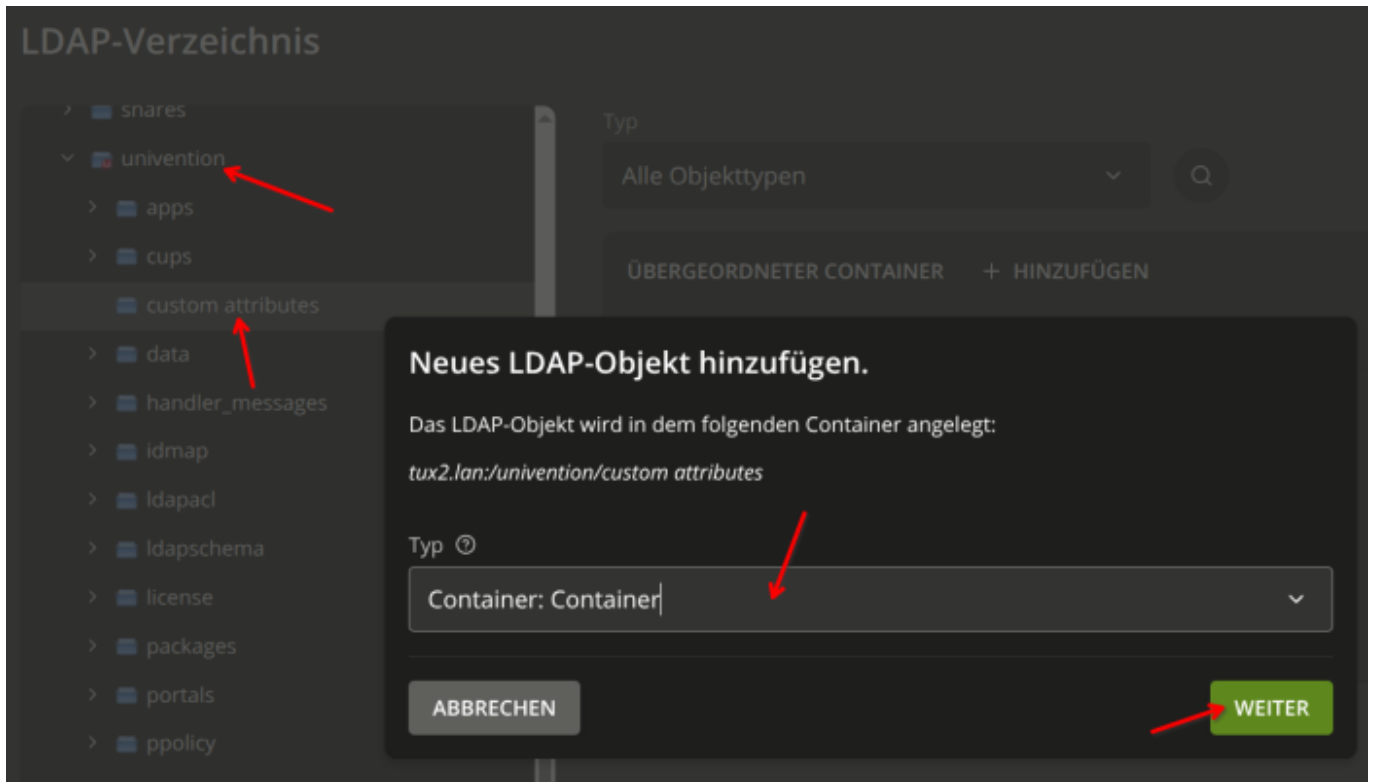 LDAP-Verzeichnis
shares
univention
apps
cups
custom attributes
data
handler_messages
idmap
ldapacl
ldapschema
license
packages
portals
ppolicy
Typ
Alle Objekttypen
ÜBERGEORDNETER CONTAINER + HINZUFÜGEN
Neues LDAP-Objekt hinzufügen.
Das LDAP-Objekt wird in dem folgenden Container angelegt:
tux2.lan:/univention/custom attributes
Typ
Container: Container
ABBRECHEN
WEITER